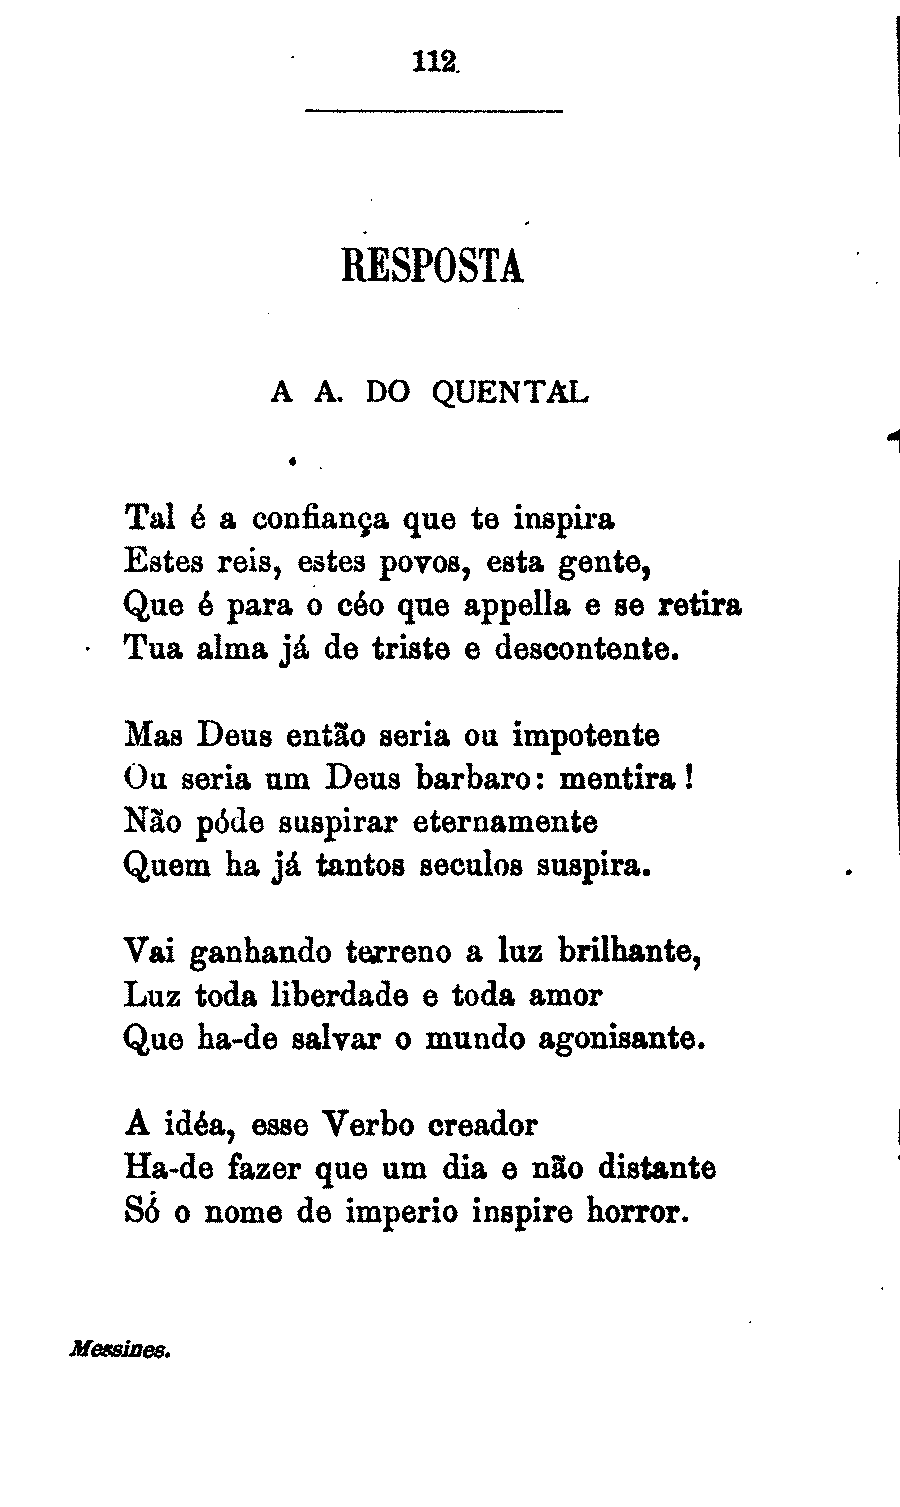 112.
RESPOSTA
A A. DO QUENTAL
Tal é a confiança que te inspira
Estes reis, estes povos, esta gente,
Que é para o céo que appella e se retira
Tua alma já de triste e descontente.
Mas Deus então seria ou impotente
Ou seria um Deus barbaro: mentira!
Não póde suspirar eternamente
Quem ha já tantos seculos suspira.
Vai ganhando terreno a luz brilhante,
Luz toda liberdade e toda amor
Que ha-de salvar o mundo agonisante.
A idéa, esse Verbo creador
Ha-de fazer que um dia e não distante
Só o nome de imperio inspire horror.
Messines.